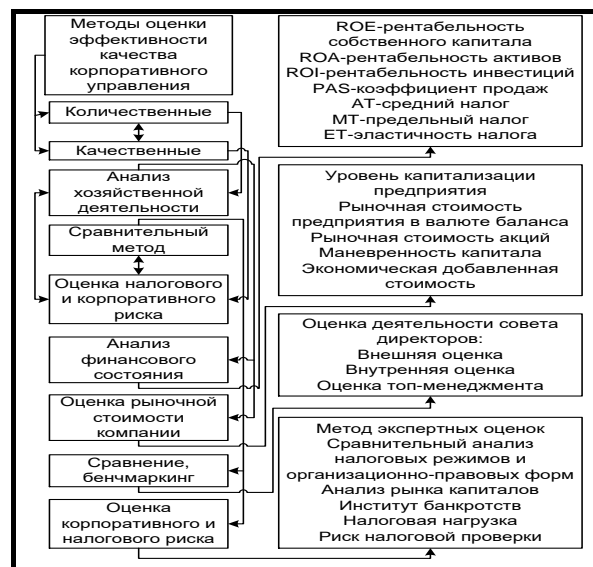 Методы оценки
эффективности
качества
корпоративного
управления
Количественные
Качественные
Анализ
хозяйственной
деятельности
Сравнительный
метод
Оценка налогового
и корпоративного
риска
Анализ
финансового
состояния
Оценка рыночной
стоимости
компании
Сравнение,
бенчмаркинг
Оценка
корпоративного и
налогового риска
ROE-рентабельность
собственного капитала
ROA-рентабельность активов
ROI-рентабельность инвестиций
PAS-коэффициент продаж
АТ-средний налог
МТ-предельный налог
ЕТ-эластичность налога
Уровень капитализации
предприятия
Рыночная стоимость
предприятия в валюте баланса
Рыночная стоимость акций
Маневренность капитала
Экономическая добавленная
стоимость
Оценка деятельности совета
директоров:
Внешняя оценка
Внутренняя оценка
Оценка топ-менеджмента
Метод экспертных оценок
Сравнительный анализ
налоговых режимов и
организационно-правовых форм
Анализ рынка капиталов
Институт банкротств
Налоговая нагрузка
Риск налоговой проверки